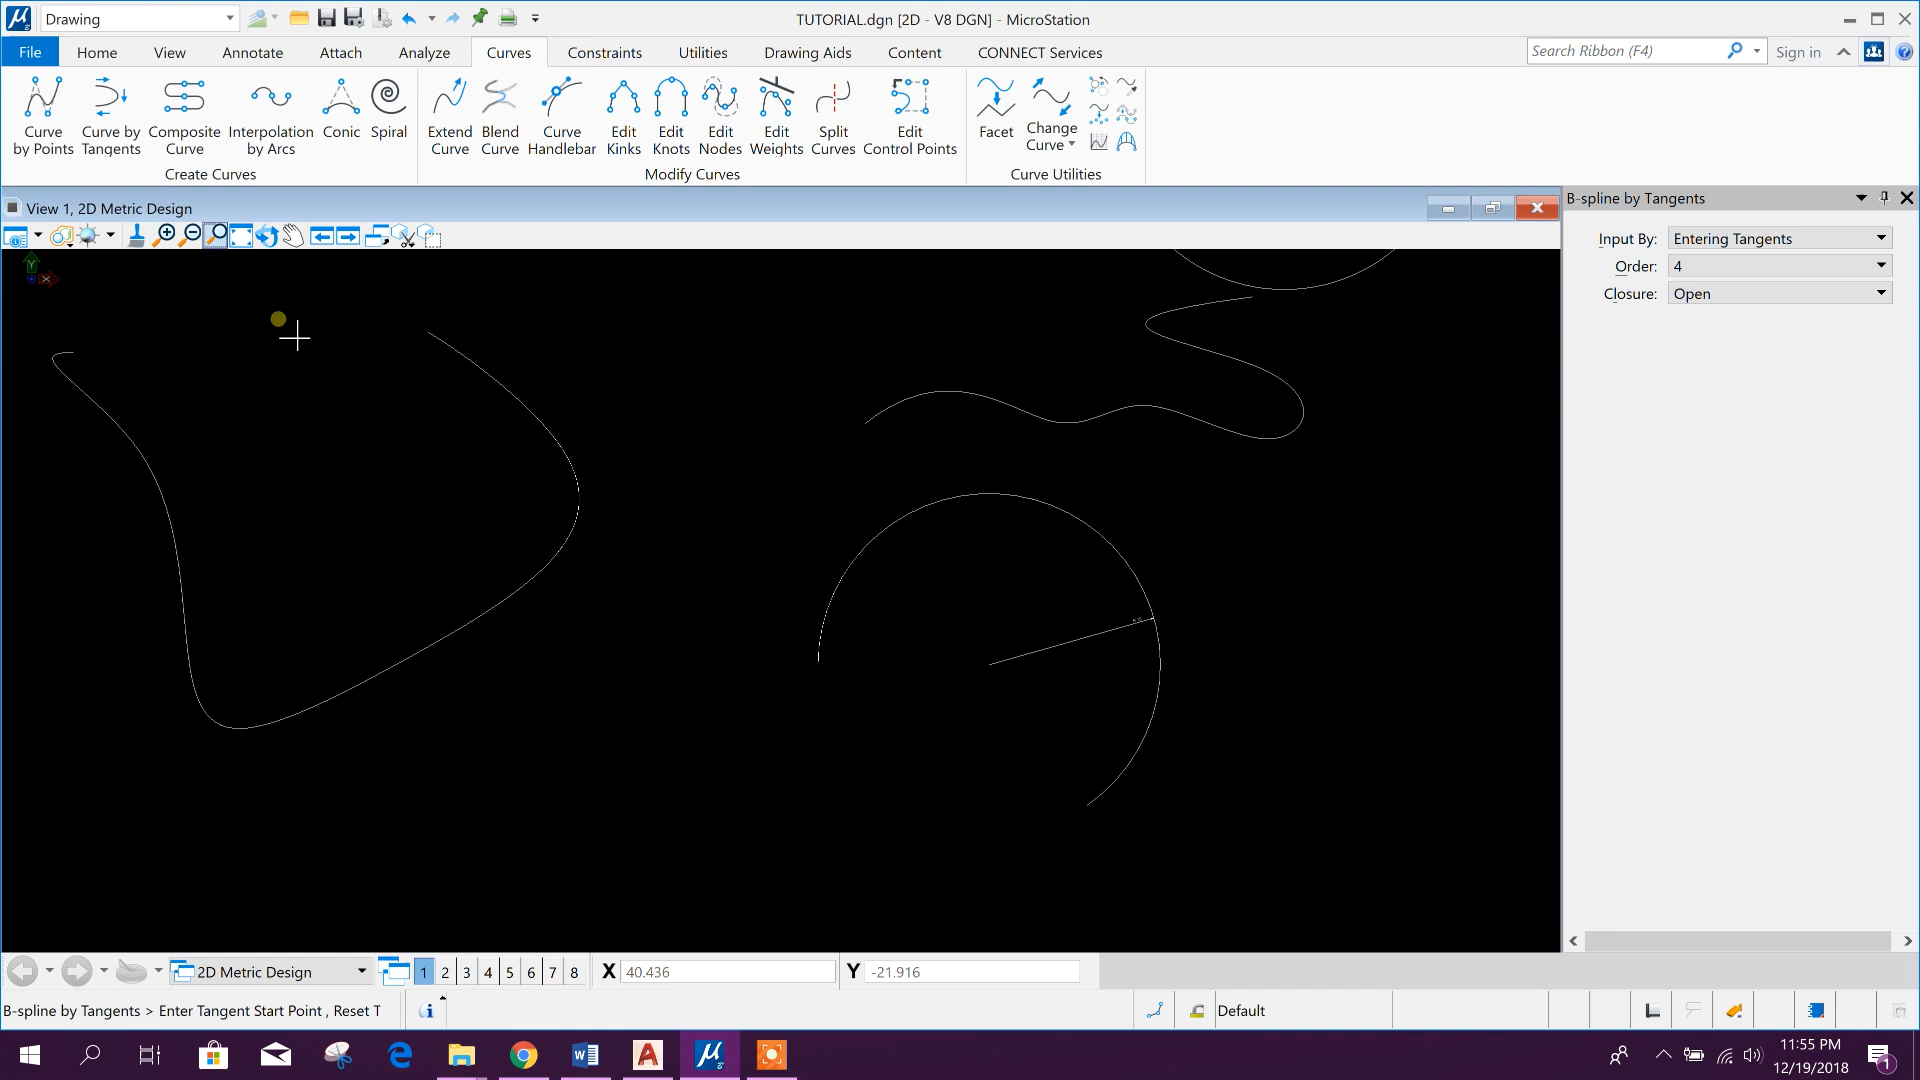 Drawing
TUTORIAL.dgn [2D - V8 DGN] - MicroStation
File Home View Annotate Attach Analyze Curves Constraints Utilities Drawing Aids Content CONNECT Services
Search Ribbon (F4)
Sign in
Curve by Points
Curve by Tangents
Composite Curve
Interpolation by Arcs
Conic
Spiral
Create Curves
Extend Curve
Blend Curve
Curve Handlebar
Edit Kinks
Edit Knots
Edit Nodes
Edit Weights
Split Curves
Edit Control Points
Modify Curves
Facet
Change Curve
Curve Utilities
View 1, 2D Metric Design
B-spline by Tangents
Input By: Entering Tangents
Order: 4
Closure: Open
Y
X
2D Metric Design
1 2 3 4 5 6 7 8
X 40.436
Y -21.916
B-spline by Tangents > Enter Tangent Start Point , Reset T
Default
11:55 PM
12/19/2018
1